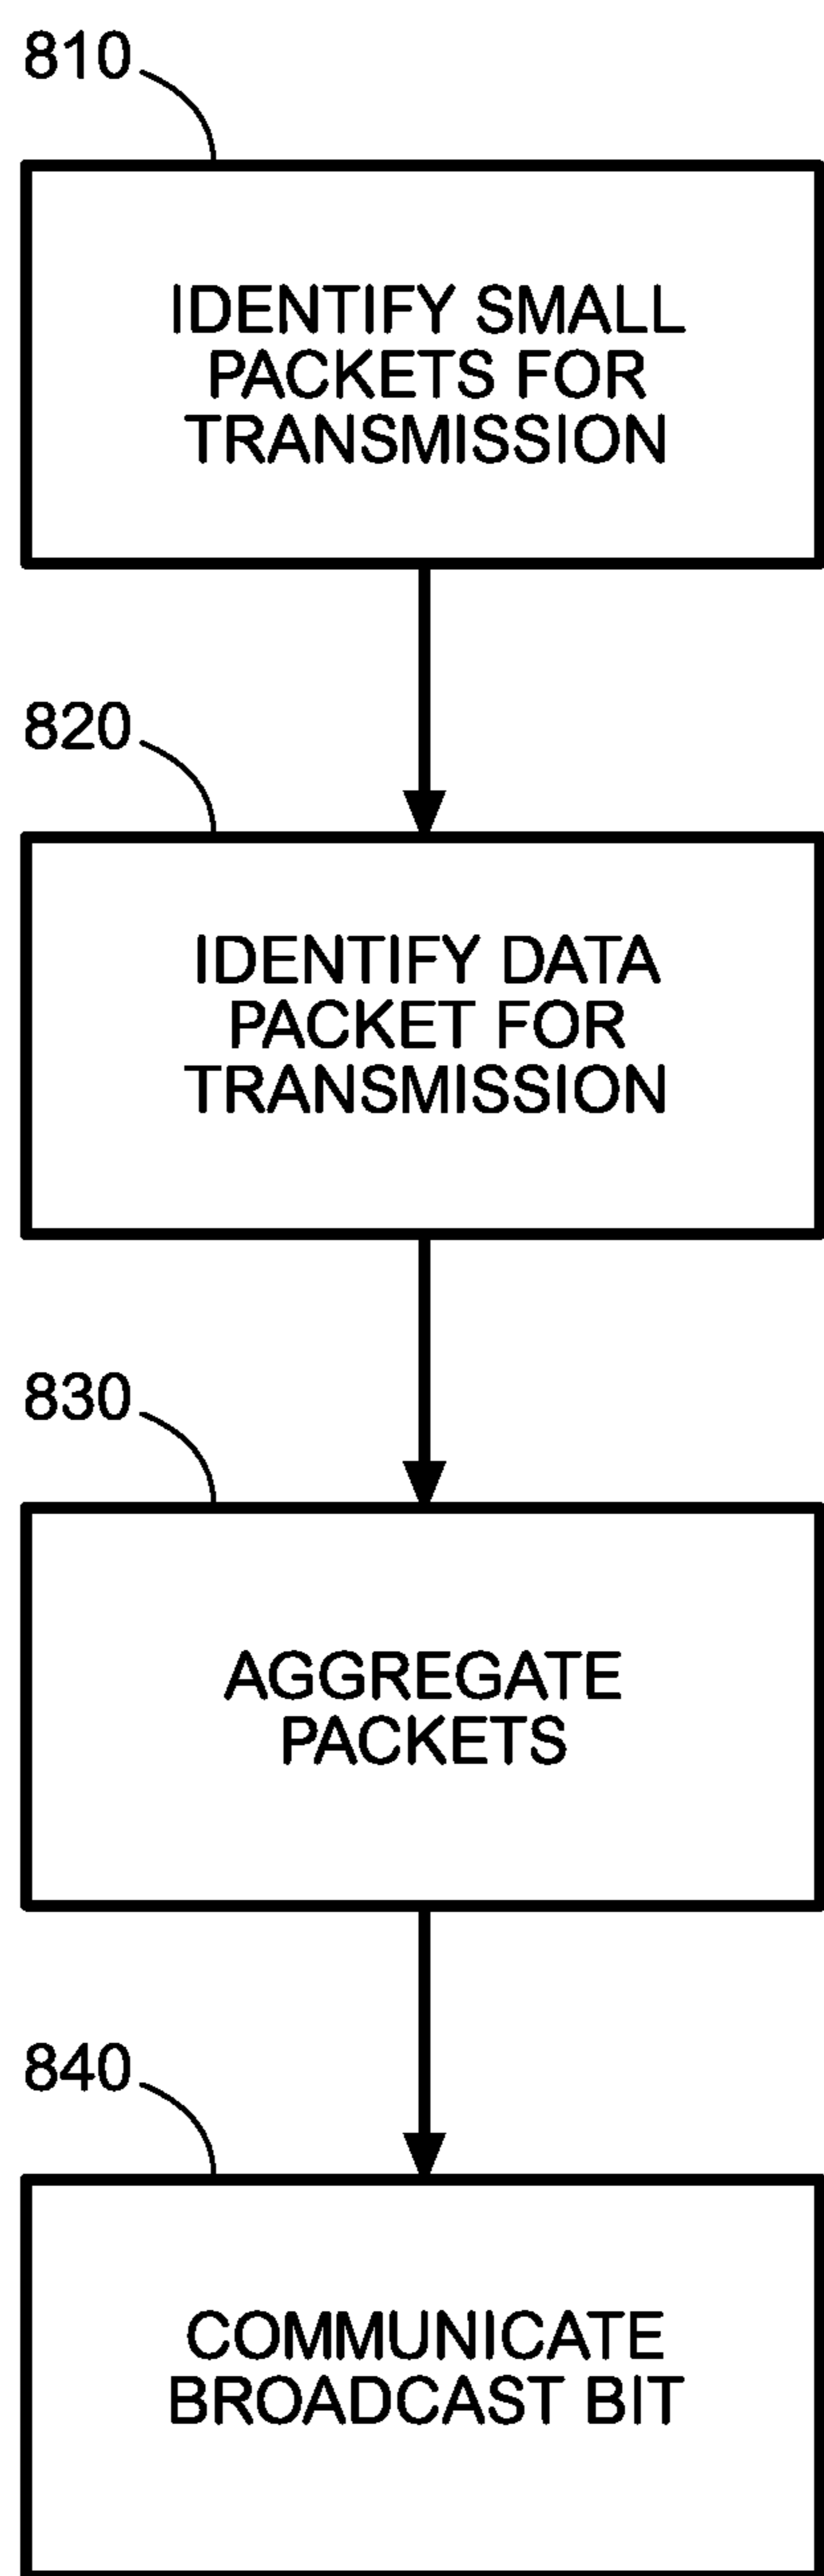 810
IDENTIFY SMALL
PACKETS FOR
TRANSMISSION
820
IDENTIFY DATA
PACKET FOR
TRANSMISSION
830
AGGREGATE
PACKETS
840
COMMUNICATE
BROADCAST BIT